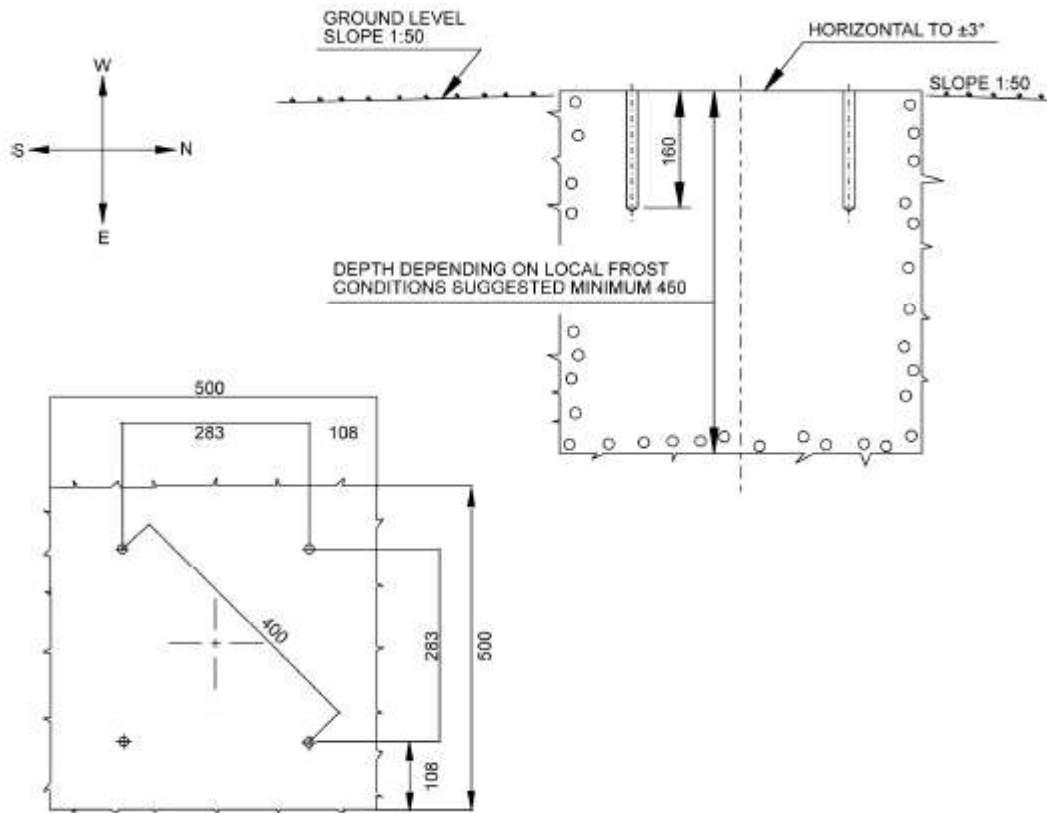 GROUND LEVEL
SLOPE 1:50
HORIZONTAL TO ±3°
W
SLOPE 1:50
S
N
160
E
DEPTH DEPENDING ON LOCAL FROST
CONDITIONS SUGGESTED MINIMUM 450
500
283
108
400
283
500
108